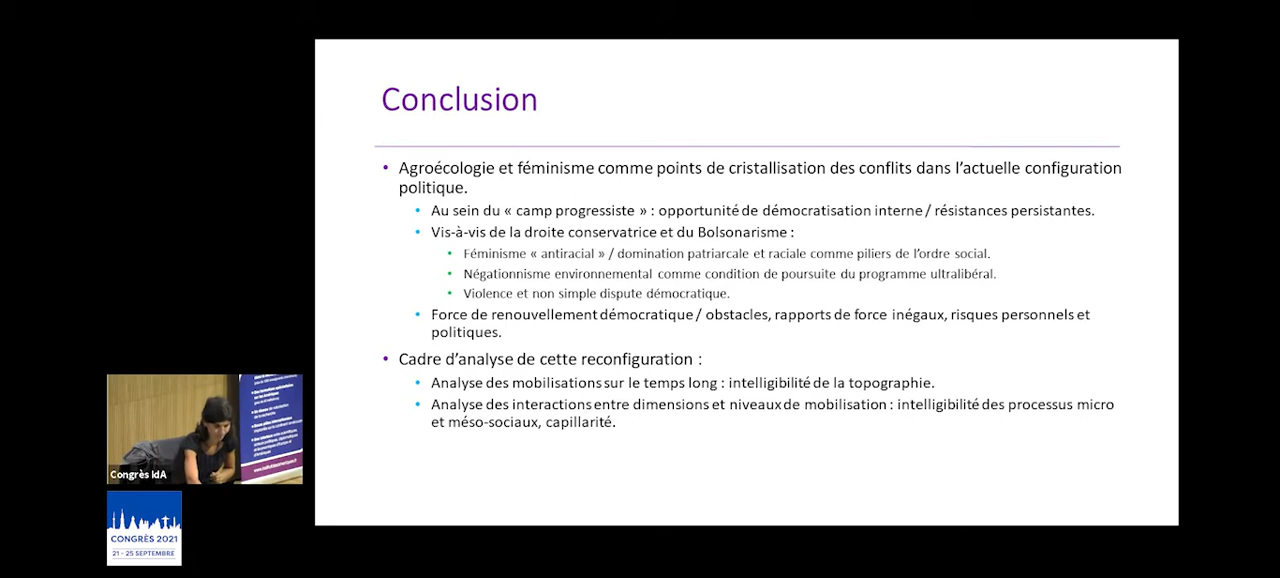 Conclusion
• Agroécologie et féminisme comme points de cristallisation des conflits dans l'actuelle configuration
politique.
• Au sein du « camp progressiste » : opportunité de démocratisation interne / résistances persistantes.
• Vis-à-vis de la droite conservatrice et du Bolsonarisme :
• Féminisme « antiracial » / domination patriarcale et raciale comme piliers de l'ordre social.
• Négationnisme environnemental comme condition de poursuite du programme ultralibéral.
• Violence et non simple dispute démocratique.
• Force de renouvellement démocratique / obstacles, rapports de force inégaux, risques personnels et
politiques.
• Cadre d'analyse de cette reconfiguration :
• Analyse des mobilisations sur le temps long : intelligibilité de la topographie.
• Analyse des interactions entre dimensions et niveaux de mobilisation : intelligibilité des processus micro
et méso-sociaux, capillarité.
Congrès IdA
CONGRÈS 2021
21 - 25 SEPTEMBRE